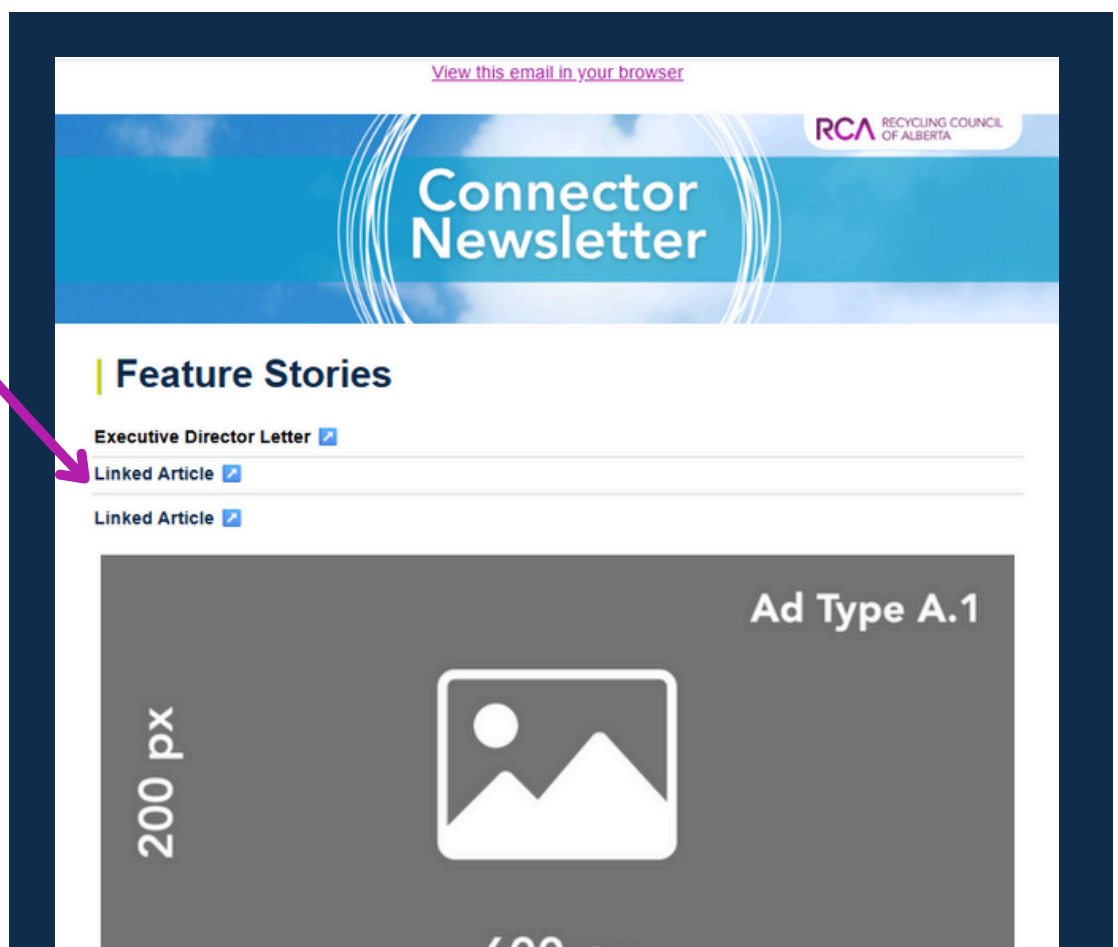 View this email in your browser
RCA RECYCLING COUNCIL
OF ALBERTA
Connector
Newsletter
Feature Stories
Executive Director Letter
Linked Article
Linked Article
Ad Type A.1
200 px